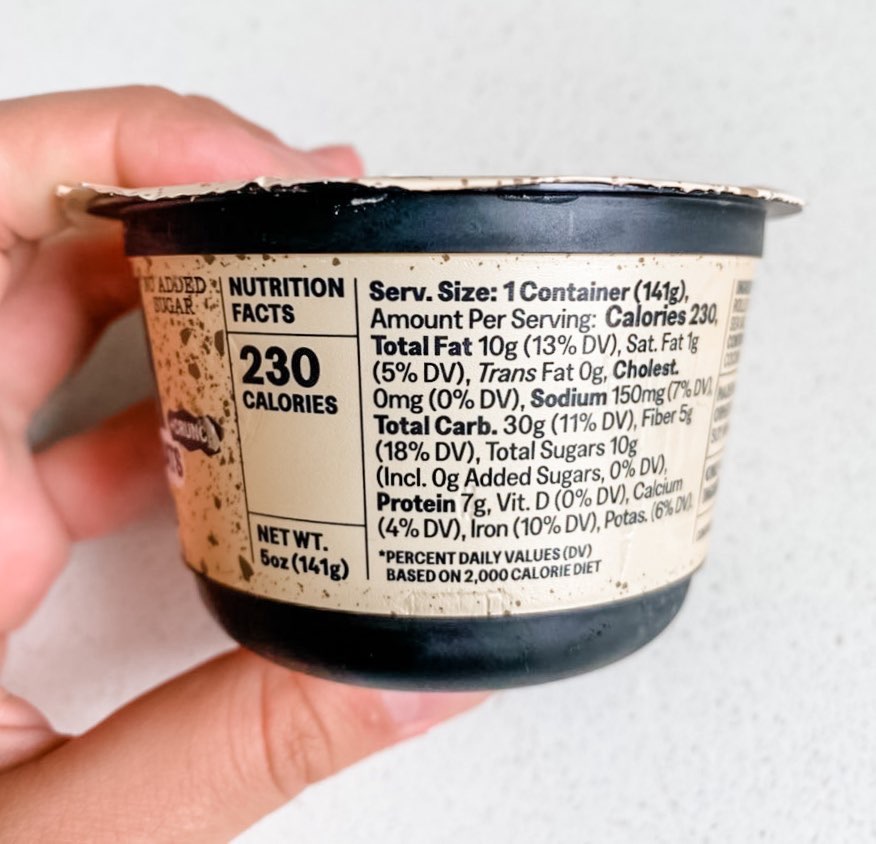 NO ADDED
SUGAR
CRUNCH
NUTRITION
FACTS
230
CALORIES
NET WT.
5oz (141g)
Serv. Size: 1 Container (141g),
Amount Per Serving: Calories 230,
Total Fat 10g (13% DV), Sat. Fat 1g
(5% DV), Trans Fat 0g, Cholest.
0mg (0% DV), Sodium 150mg (7% DV),
Total Carb. 30g (11% DV), Fiber 5g
(18% DV), Total Sugars 10g
(Incl. 0g Added Sugars, 0% DV),
Protein 7g, Vit. D (0% DV), Calcium
(4% DV), Iron (10% DV), Potas. (6% DV).
*PERCENT DAILY VALUES (DV)
BASED ON 2,000 CALORIE DIET